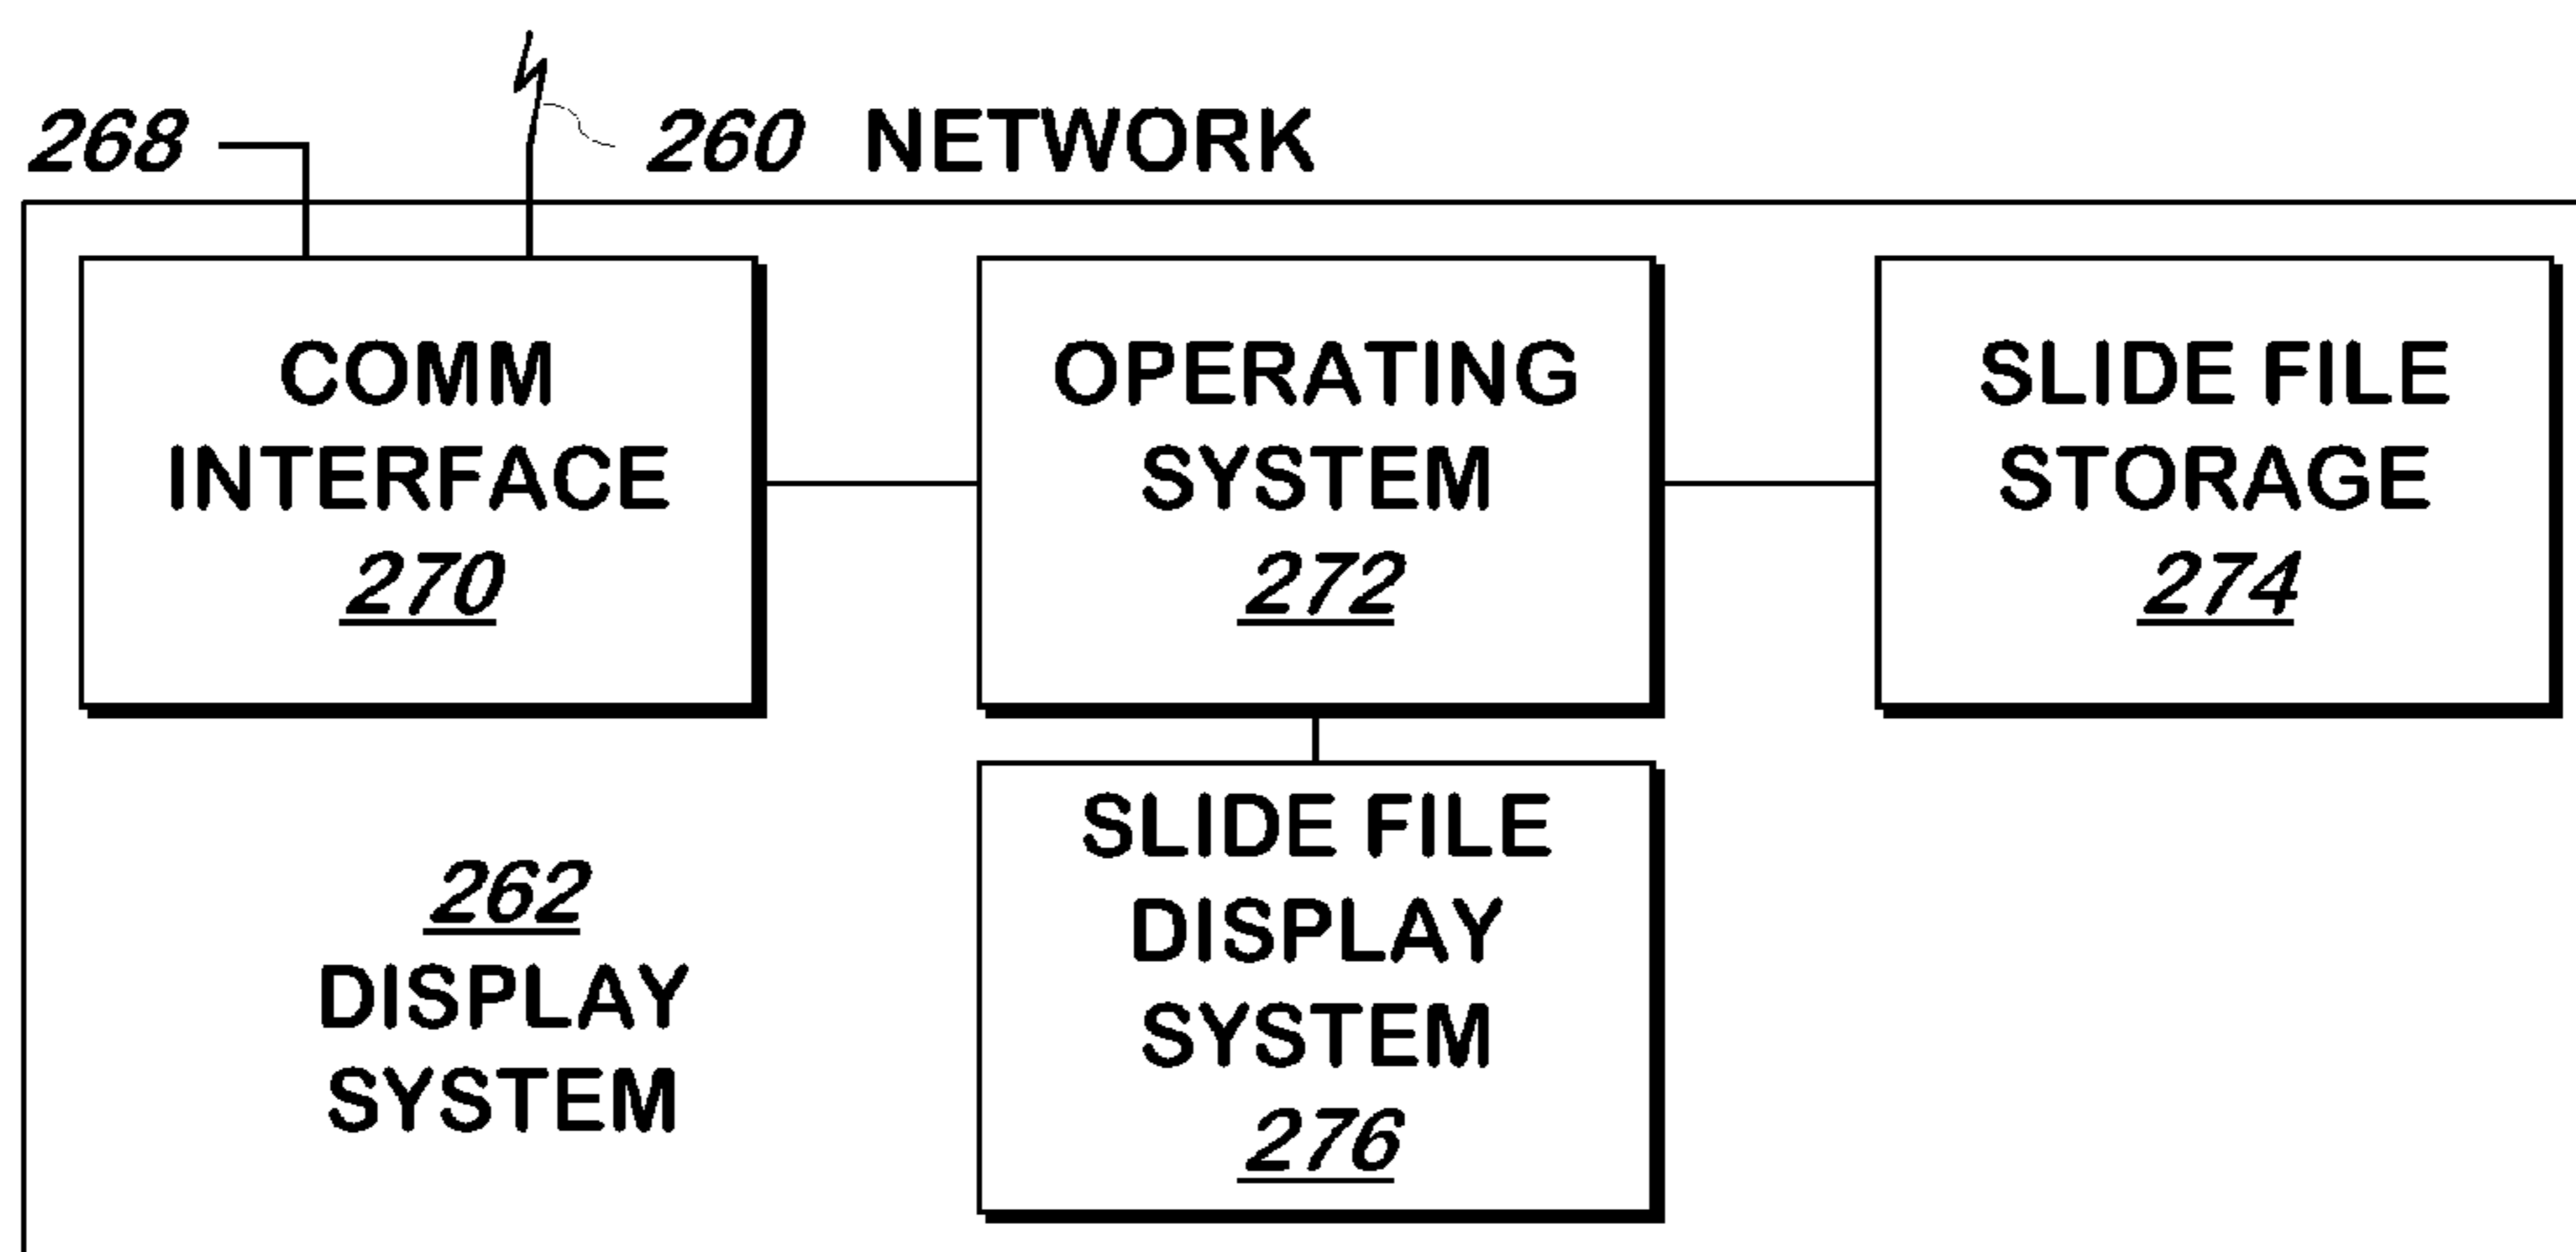 268
260 NETWORK
COMM
INTERFACE
270
OPERATING
SYSTEM
272
SLIDE FILE
STORAGE
274
262
DISPLAY
SYSTEM
SLIDE FILE
DISPLAY
SYSTEM
276